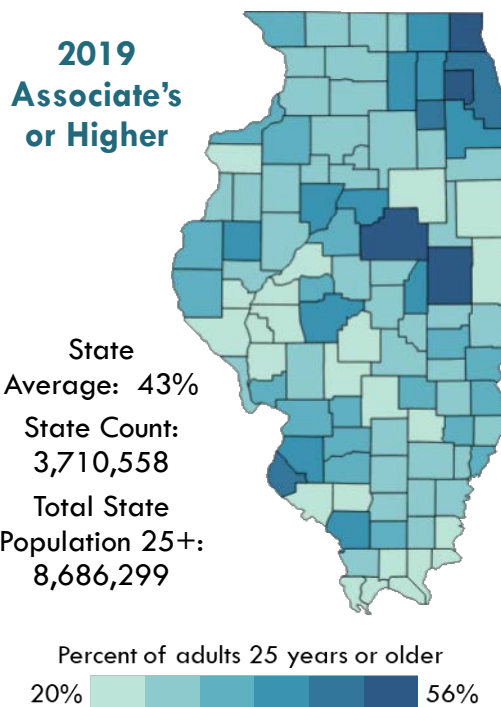 2019
Associate's
or Higher
State
Average: 43%
State Count:
3,710,558
Total State
Population 25+:
8,686,299
Percent of adults 25 years or older
20% 56%